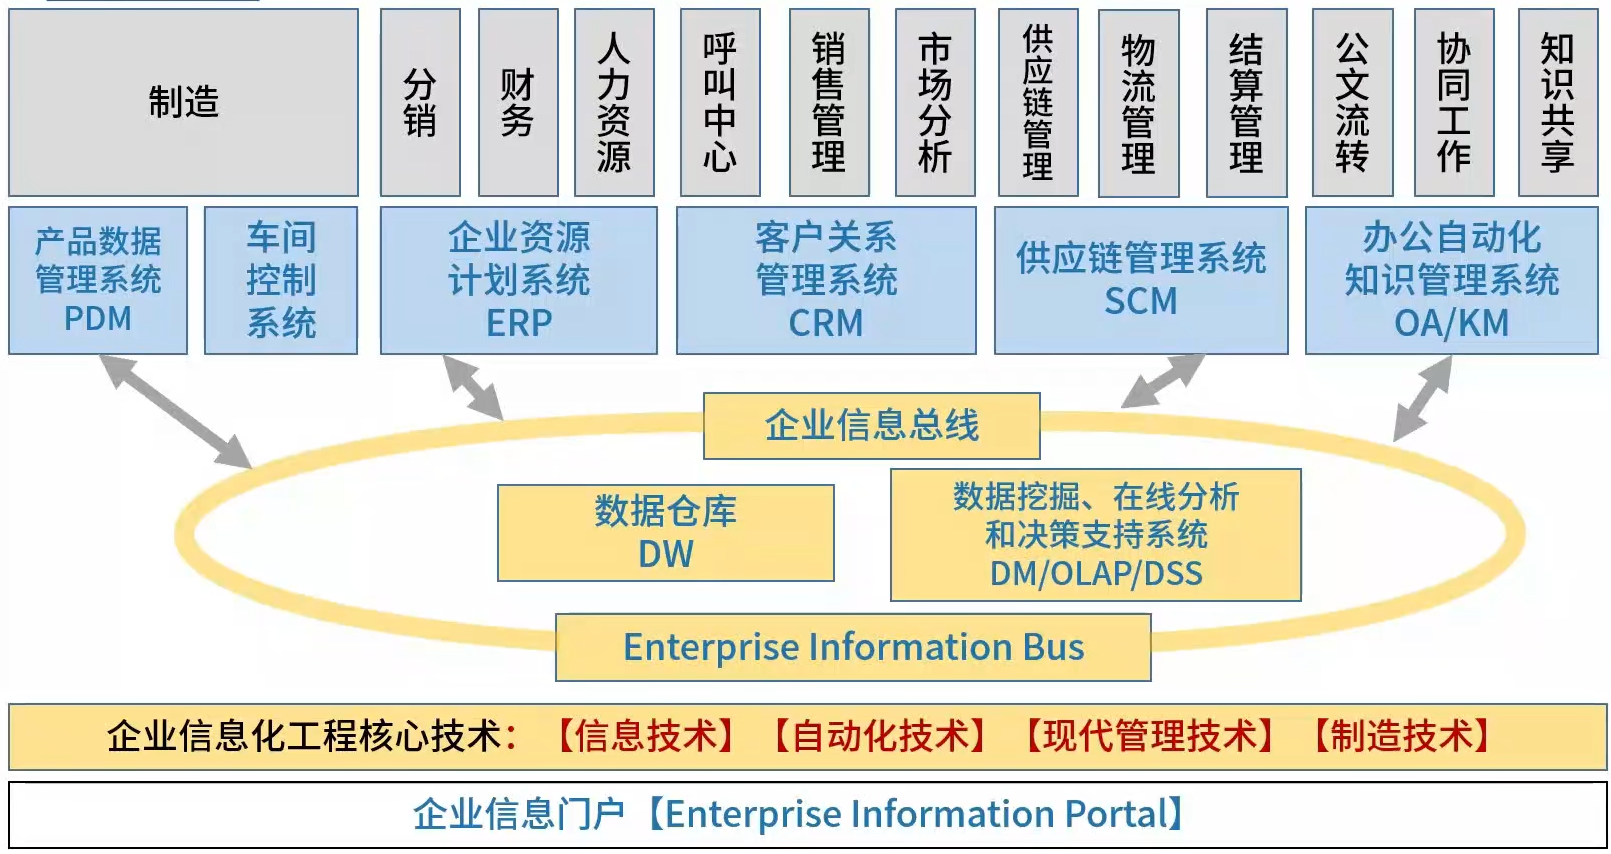 制造
分销
财务
人力资源
呼叫中心
销售管理
市场分析
供应链管理
物流管理
结算管理
公文流转
协同工作
知识共享
产品数据
管理系统
PDM
车间
控制
系统
企业资源
计划系统
ERP
客户关系
管理系统
CRM
供应链管理系统
SCM
办公自动化
知识管理系统
OA/KM
企业信息总线
数据仓库
DW
数据挖掘、在线分析
和决策支持系统
DM/OLAP/DSS
Enterprise Information Bus
企业信息化工程核心技术：【信息技术】【自动化技术】【现代管理技术】【制造技术】
企业信息门户【Enterprise Information Portal】